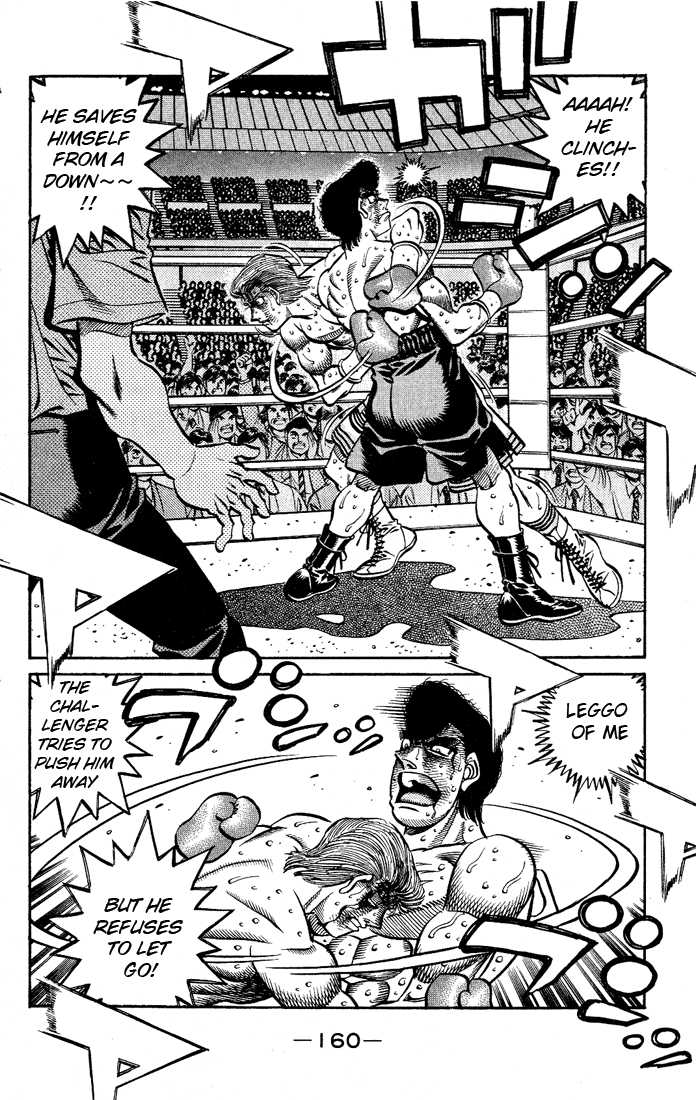 AAAAH!
HE
CLINCH-
ES!!
HE SAVES
HIMSELF
FROM A
DOWN~~
!!
LEGGO
OF ME
THE
CHAL-
LENGER
TRIES TO
PUSH HIM
AWAY
BUT HE
REFUSES
TO LET
GO!
—160—